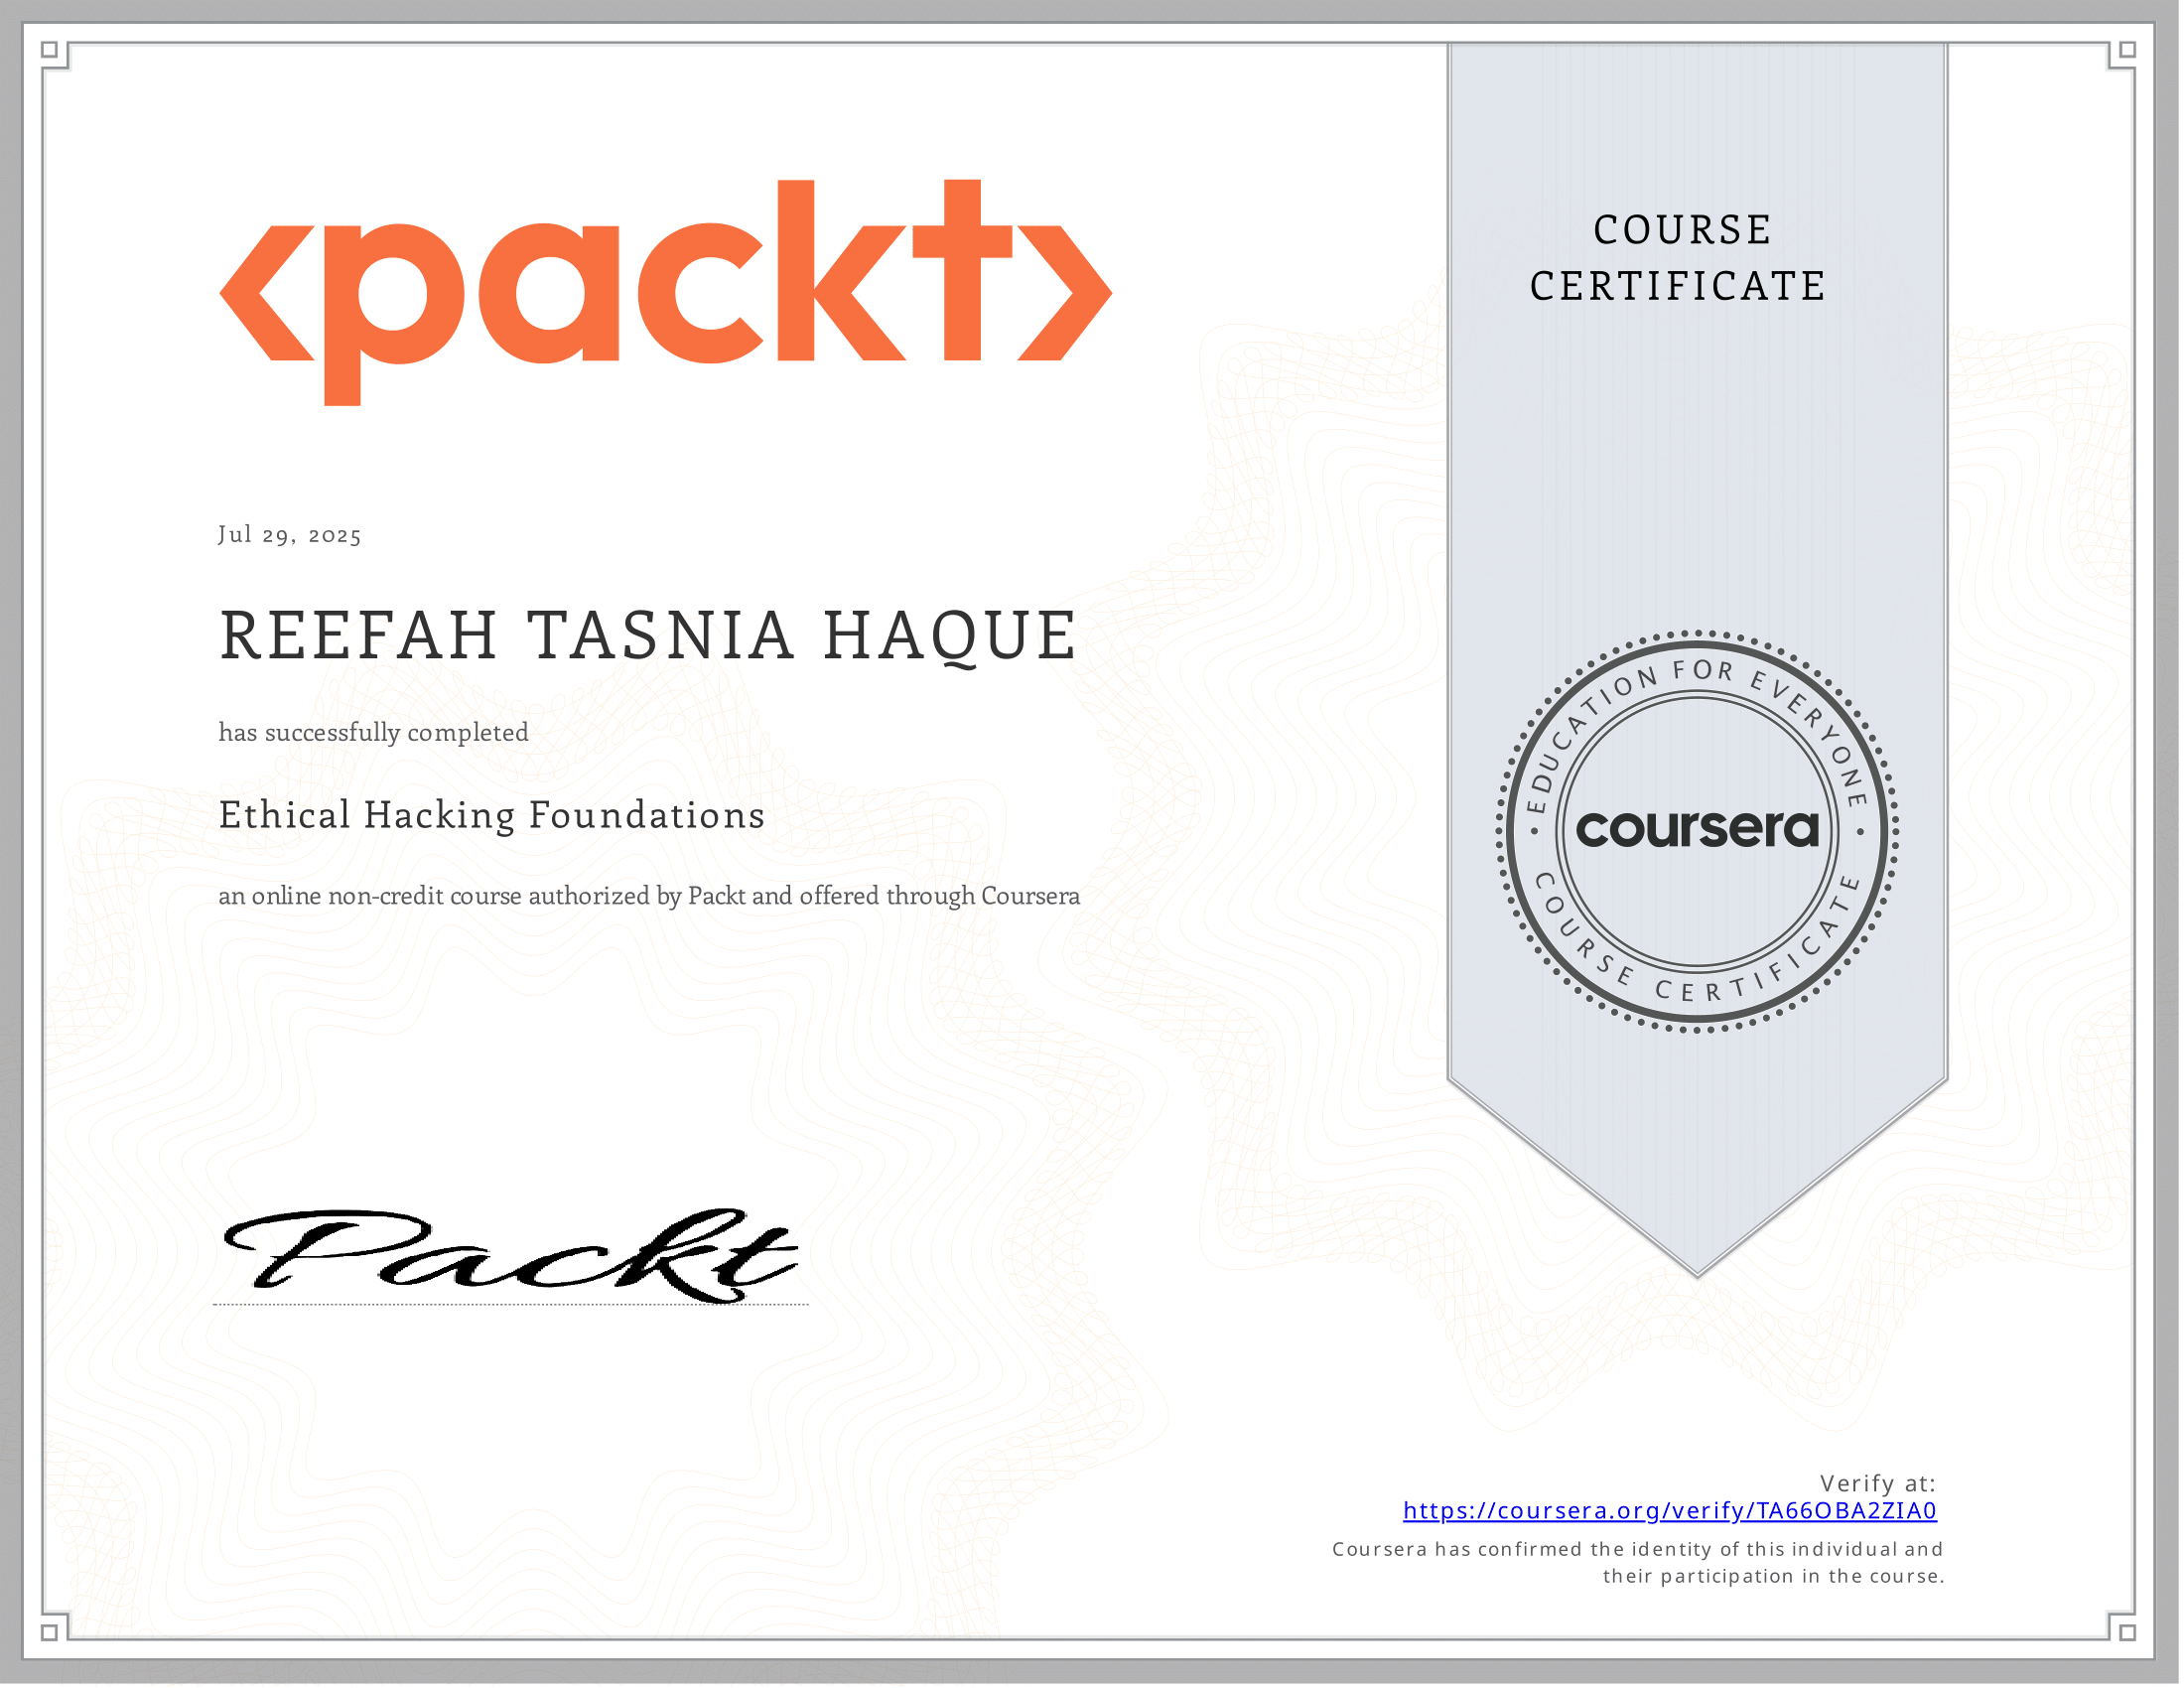 <packt>
COURSE
CERTIFICATE
Jul 29, 2025
REEFAH TASNIA HAQUE
has successfully completed
Ethical Hacking Foundations
an online non-credit course authorized by Packt and offered through Coursera
EDUCATION FOR EVERYONE
coursera
COURSE CERTIFICATE
Packt
Verify at:
https://coursera.org/verify/TA66OBA2ZIA0
Coursera has confirmed the identity of this individual and
their participation in the course.